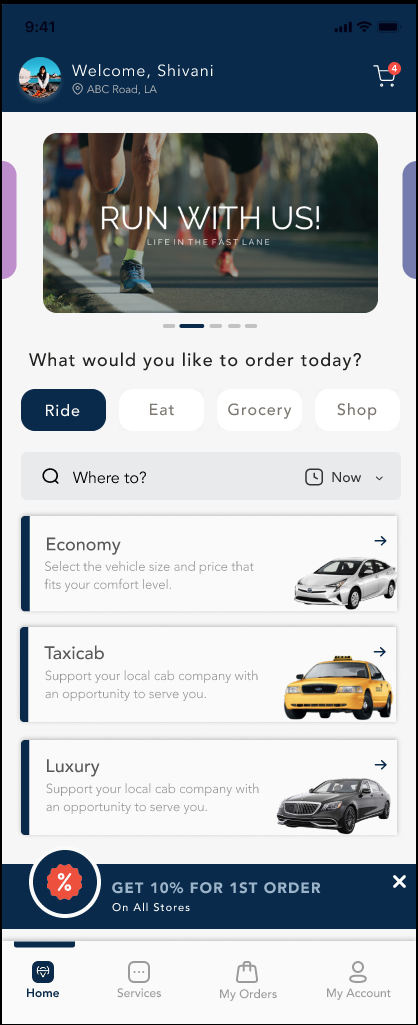 9:41
Welcome, Shivani
ABC Road, LA
4
RUN WITH US!
LIFE IN THE FAST LANE
What would you like to order today?
Ride
Eat
Grocery
Shop
Where to?
Now
Economy
Select the vehicle size and price that
fits your comfort level.
Taxicab
Support your local cab company with
an opportunity to serve you.
Luxury
Support your local cab company with
an opportunity to serve you.
%
GET 10% FOR 1ST ORDER
On All Stores
Home
Services
My Orders
My Account